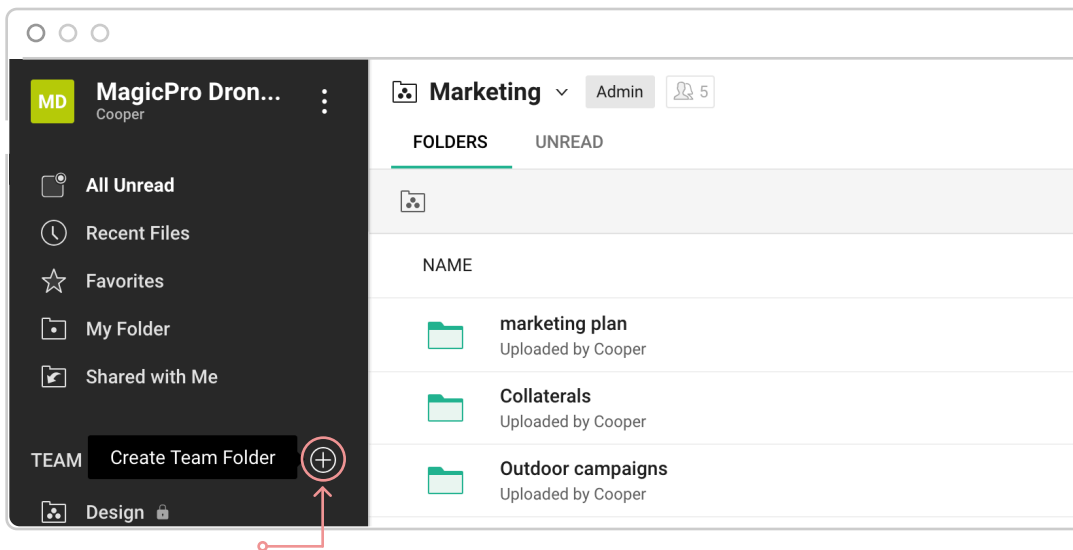 MD
MagicPro Dron...
Cooper
All Unread
Recent Files
Favorites
My Folder
Shared with Me
TEAM
Create Team Folder
Design
Marketing
Admin
5
FOLDERS
UNREAD
NAME
marketing plan
Uploaded by Cooper
Collaterals
Uploaded by Cooper
Outdoor campaigns
Uploaded by Cooper